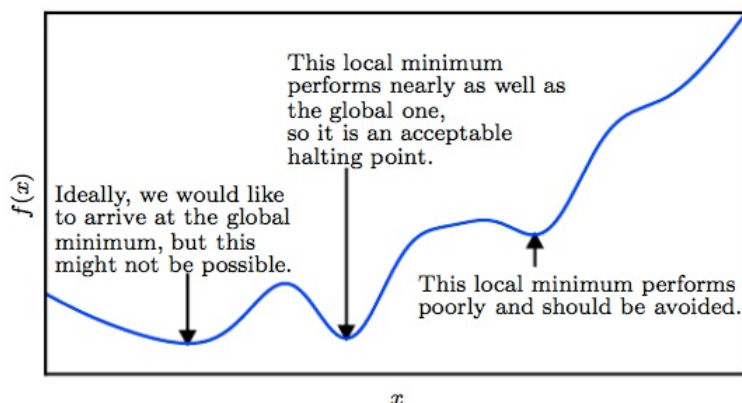 This local minimum
performs nearly as well as
the global one,
so it is an acceptable
halting point.
Ideally, we would like
to arrive at the global
minimum, but this
might not be possible.
This local minimum performs
poorly and should be avoided.
f(x)
x